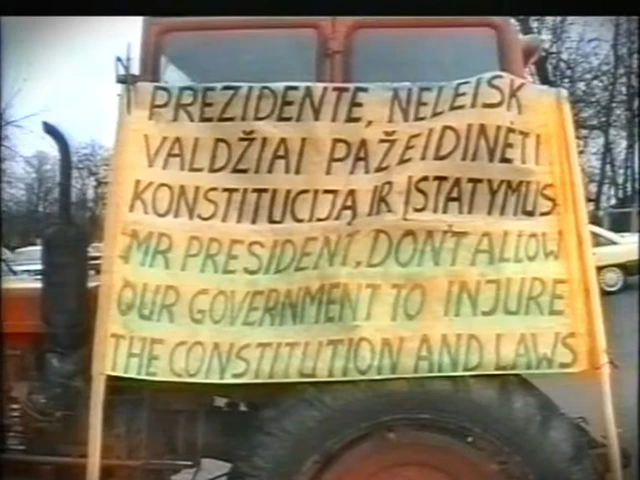 PREZIDENTE, NELEISK
VALDŽIAI PAŽEIDINĖTI
KONSTITUCIJĄ IR ĮSTATYMUS
MR PRESIDENT, DON'T ALLOW
OUR GOVERNMENT TO INJURE
THE CONSTITUTION AND LAWS